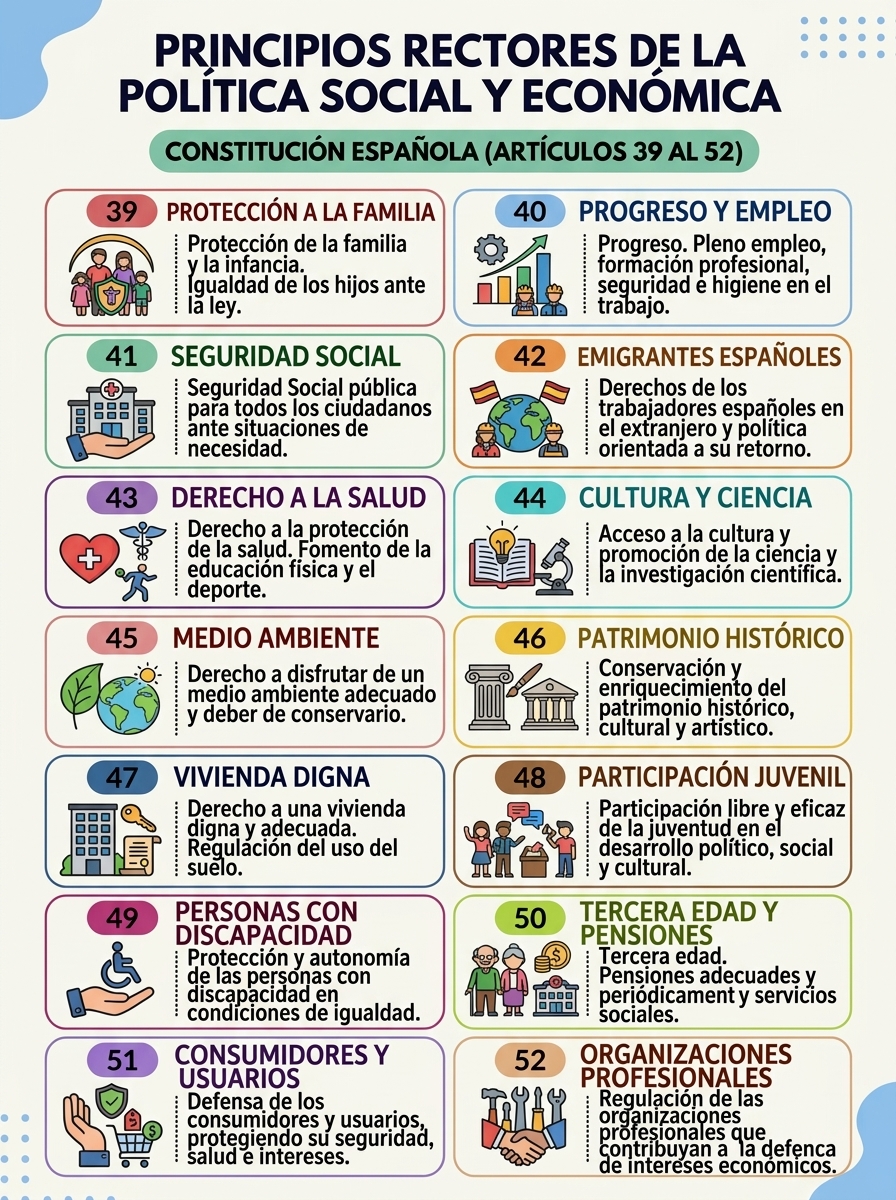 PRINCIPIOS RECTORES DE LA
POLÍTICA SOCIAL Y ECONÓMICA
CONSTITUCIÓN ESPAÑOLA (ARTÍCULOS 39 AL 52)
39 PROTECCIÓN A LA FAMILIA
Protección de la familia
y la infancia.
Igualdad de los hijos ante
la ley.
40 PROGRESO Y EMPLEO
Progreso. Pleno empleo,
formación profesional,
seguridad e higiene en el
trabajo.
41 SEGURIDAD SOCIAL
Seguridad Social pública
para todos los ciudadanos
ante situaciones de
necesidad.
42 EMIGRANTES ESPAÑOLES
Derechos de los
trabajadores españoles en
el extranjero y política
orientada a su retorno.
43 DERECHO A LA SALUD
Derecho a la protección
de la salud. Fomento de la
educación física y el
deporte.
44 CULTURA Y CIENCIA
Acceso a la cultura y
promoción de la ciencia y
la investigación científica.
45 MEDIO AMBIENTE
Derecho a disfrutar de un
medio ambiente adecuado
y deber de conservario.
46 PATRIMONIO HISTÓRICO
Conservación y
enriquecimiento del
patrimonio histórico,
cultural y artístico.
47 VIVIENDA DIGNA
Derecho a una vivienda
digna y adecuada.
Regulación del uso del
suelo.
48 PARTICIPACIÓN JUVENIL
Participación libre y eficaz
de la juventud en el
desarrollo político, social
y cultural.
49 PERSONAS CON
DISCAPACIDAD
Protección y autonomía
de las personas con
discapacidad en
condiciones de igualdad.
50 TERCERA EDAD Y
PENSIONES
Tercera edad.
Pensiones adecuades y
periódicament y servicios
sociales.
51 CONSUMIDORES Y
USUARIOS
Defensa de los
consumidores y usuarios,
protegiendo su seguridad,
salud e intereses.
52 ORGANIZACIONES
PROFESIONALES
Regulación de las
organizaciones
profesionales que
contribuyan a la defenca
de intereses económicos.